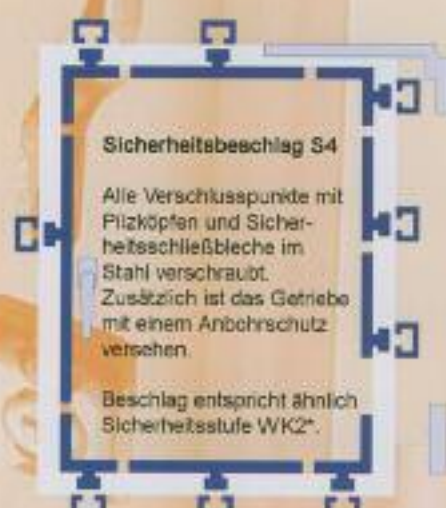 Sicherheitsbeschlag S4
Alle Verschlusspunkte mit
Pilzköpfen und Sicher-
heitsschließbleche im
Stahl verschraubt.
Zusätzlich ist das Getriebe
mit einem Anbohrschutz
versehen.
Beschlag entspricht ähnlich
Sicherheitsstufe WK2*.